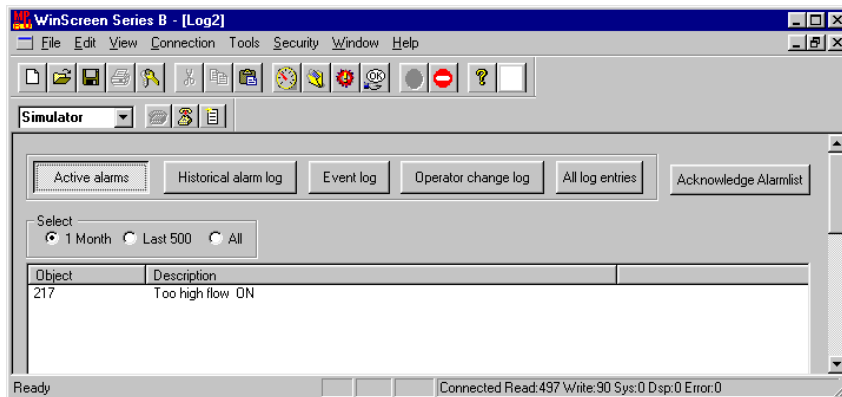 WinScreen Series B - [Log2]
File Edit View Connection Tools Security Window Help
OK
Simulator
Active alarms Historical alarm log Event log Operator change log All log entries Acknowledge Alarmlist
Select
1 Month Last 500 All
Object Description
217 Too high flow ON
Ready Connected Read:497 Write:90 Sys:0 Dsp:0 Error:0